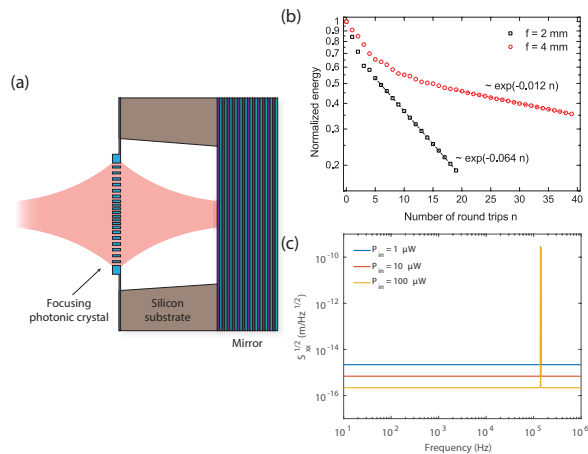 (a)
Focusing
photonic crystal
Silicon
substrate
Mirror
(b)
Normalized energy
1
0.9
0.8
0.7
0.6
0.5
0.4
0.3
0.2
f = 2 mm
f = 4 mm
~ exp(-0.012 n)
~ exp(-0.064 n)
0 5 10 15 20 25 30 35 40
Number of round trips n
(c)
S_xx^1/2 (m/Hz^1/2)
10^-10
10^-14
10^-16
P_in = 1 μW
P_in = 10 μW
P_in = 100 μW
10^1 10^2 10^3 10^4 10^5 10^6
Frequency (Hz)